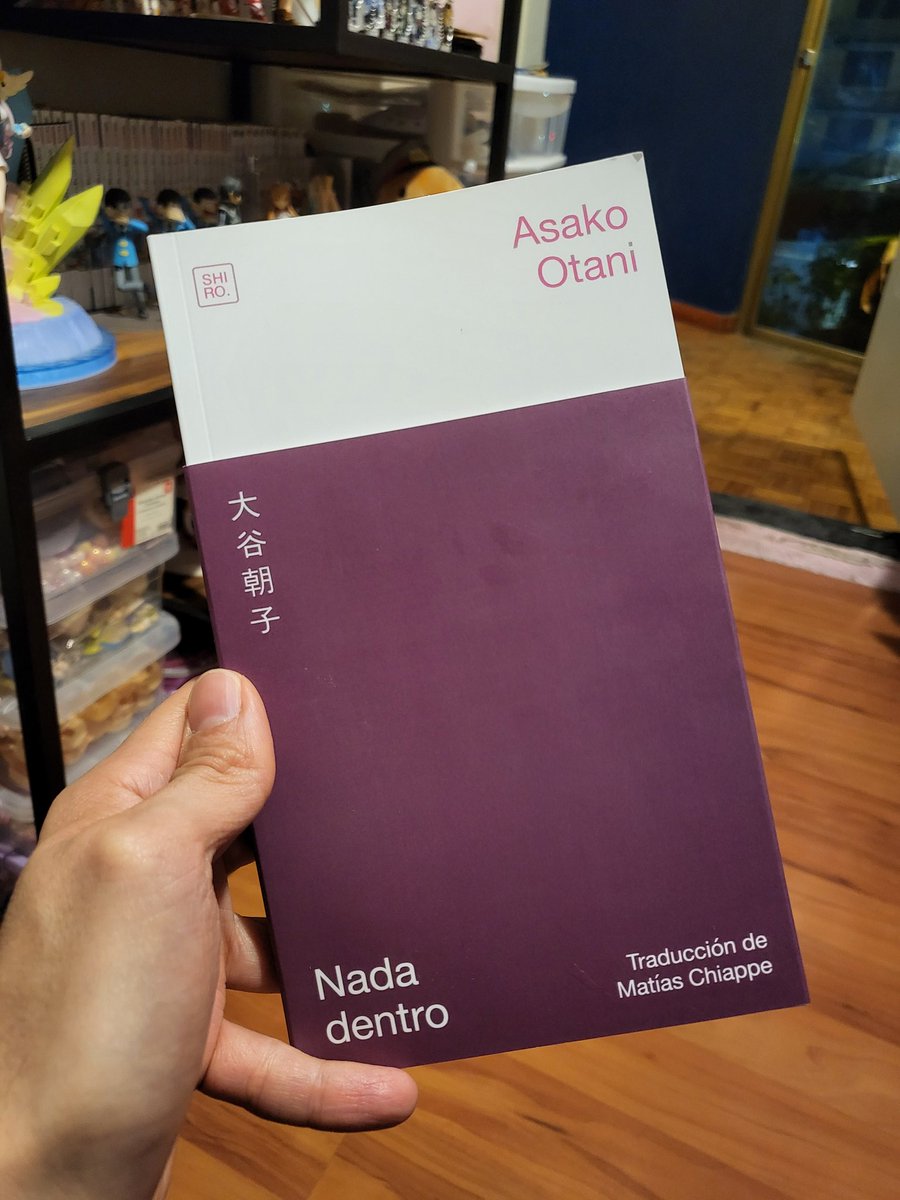 SHI
RO.
Asako
Otani
大谷朝子
Nada
dentro
Traducción de
Matías Chiappe